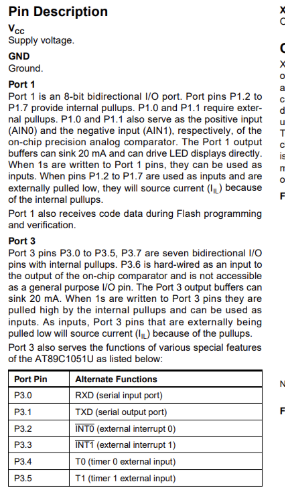 Pin Description
VCC
Supply voltage.
GND
Ground.
Port 1
Port 1 is an 8-bit bidirectional I/O port. Port pins P1.2 to
P1.7 provide internal pullups. P1.0 and P1.1 require exter-
nal pullups. P1.0 and P1.1 also serve as the positive input
(AIN0) and the negative input (AIN1), respectively, of the
on-chip precision analog comparator. The Port 1 output
buffers can sink 20 mA and can drive LED displays directly.
When 1s are written to Port 1 pins, they can be used as
inputs. When pins P1.2 to P1.7 are used as inputs and are
externally pulled low, they will source current (IIL) because
of the internal pullups.
Port 1 also receives code data during Flash programming
and verification.
Port 3
Port 3 pins P3.0 to P3.5, P3.7 are seven bidirectional I/O
pins with internal pullups. P3.6 is hard-wired as an input to
the output of the on-chip comparator and is not accessible
as a general purpose I/O pin. The Port 3 output buffers can
sink 20 mA. When 1s are written to Port 3 pins they are
pulled high by the internal pullups and can be used as
inputs. As inputs, Port 3 pins that are externally being
pulled low will source current (IIL) because of the pullups.
Port 3 also serves the functions of various special features
of the AT89C1051U as listed below:
Port Pin Alternate Functions
P3.0 RXD (serial input port)
P3.1 TXD (serial output port)
P3.2 INT0 (external interrupt 0)
P3.3 INT1 (external interrupt 1)
P3.4 T0 (timer 0 external input)
P3.5 T1 (timer 1 external input)